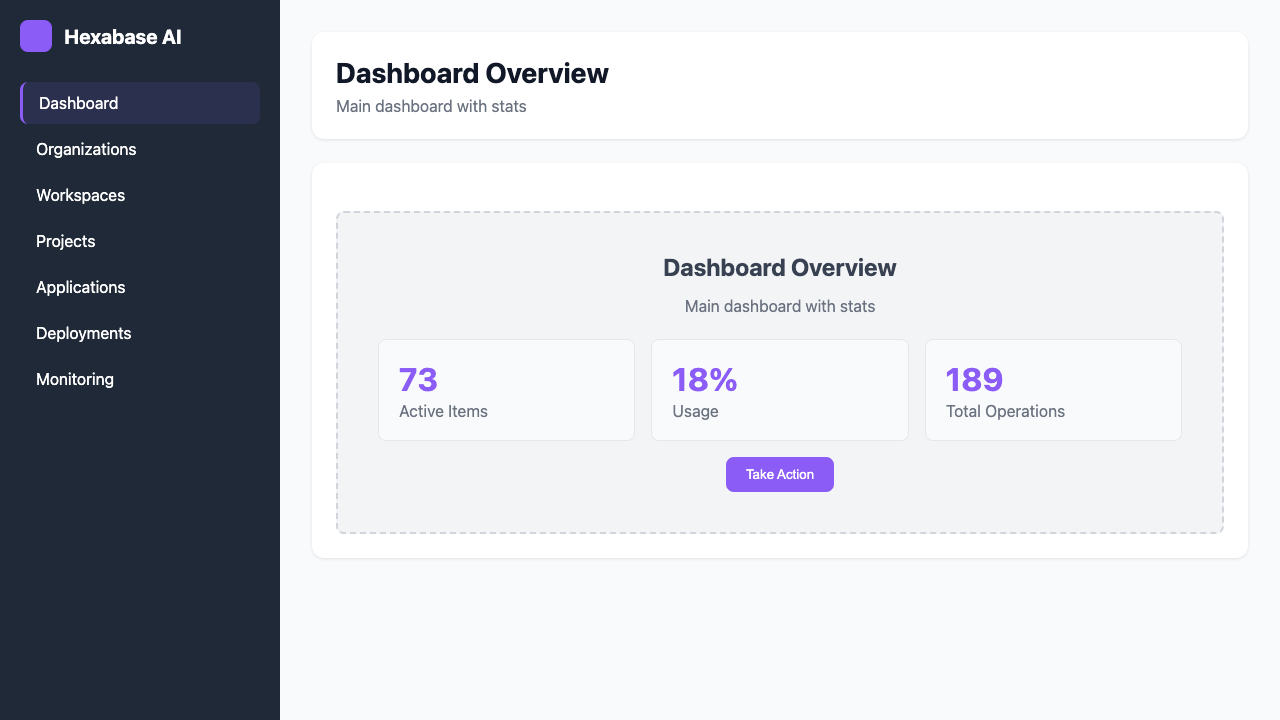 Hexabase AI
Dashboard
Organizations
Workspaces
Projects
Applications
Deployments
Monitoring
Dashboard Overview
Main dashboard with stats
Dashboard Overview
Main dashboard with stats
73
Active Items
18%
Usage
189
Total Operations
Take Action